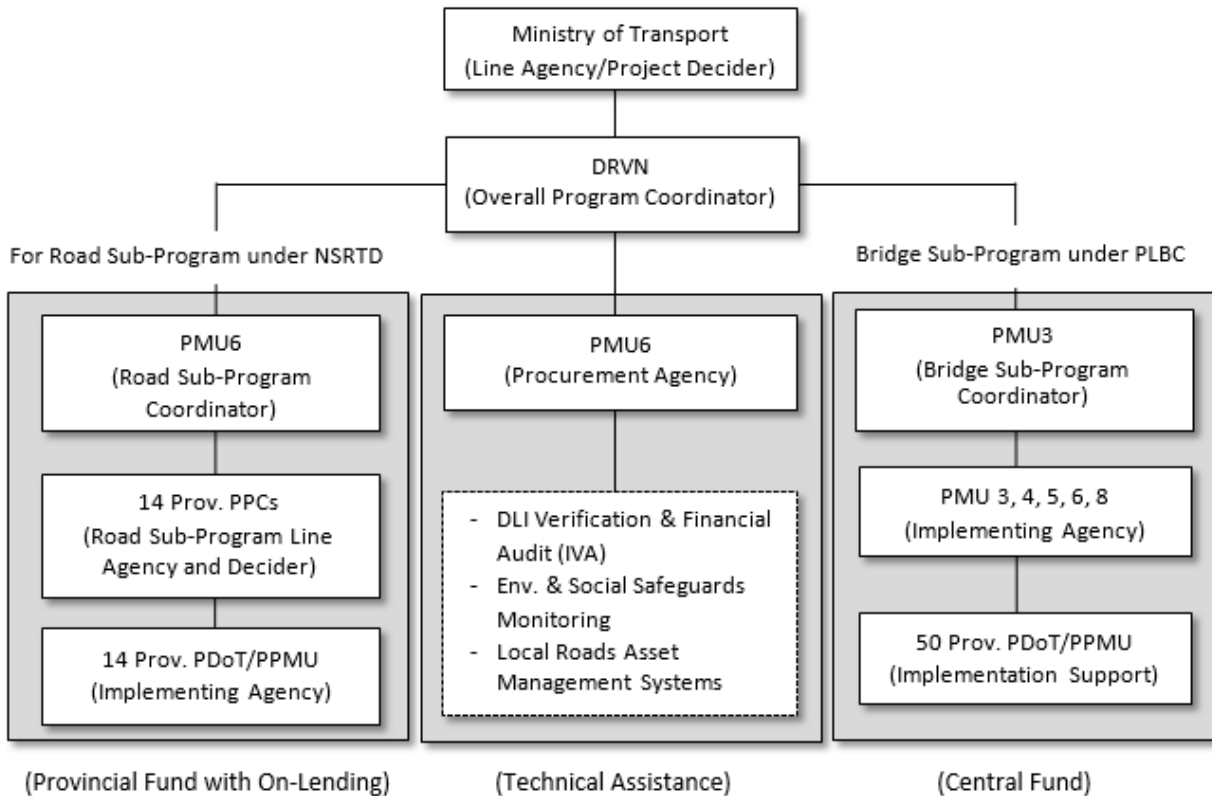 Ministry of Transport
(Line Agency/Project Decider)
DRVN
(Overall Program Coordinator)
For Road Sub-Program under NSRTD
PMU6
(Road Sub-Program
Coordinator)
14 Prov. PPCs
(Road Sub-Program Line
Agency and Decider)
14 Prov. PDoT/PPMU
(Implementing Agency)
(Provincial Fund with On-Lending)
PMU6
(Procurement Agency)
- DLI Verification & Financial
Audit (IVA)
- Env. & Social Safeguards
Monitoring
- Local Roads Asset
Management Systems
(Technical Assistance)
Bridge Sub-Program under PLBC
PMU3
(Bridge Sub-Program
Coordinator)
PMU 3, 4, 5, 6, 8
(Implementing Agency)
50 Prov. PDoT/PPMU
(Implementation Support)
(Central Fund)